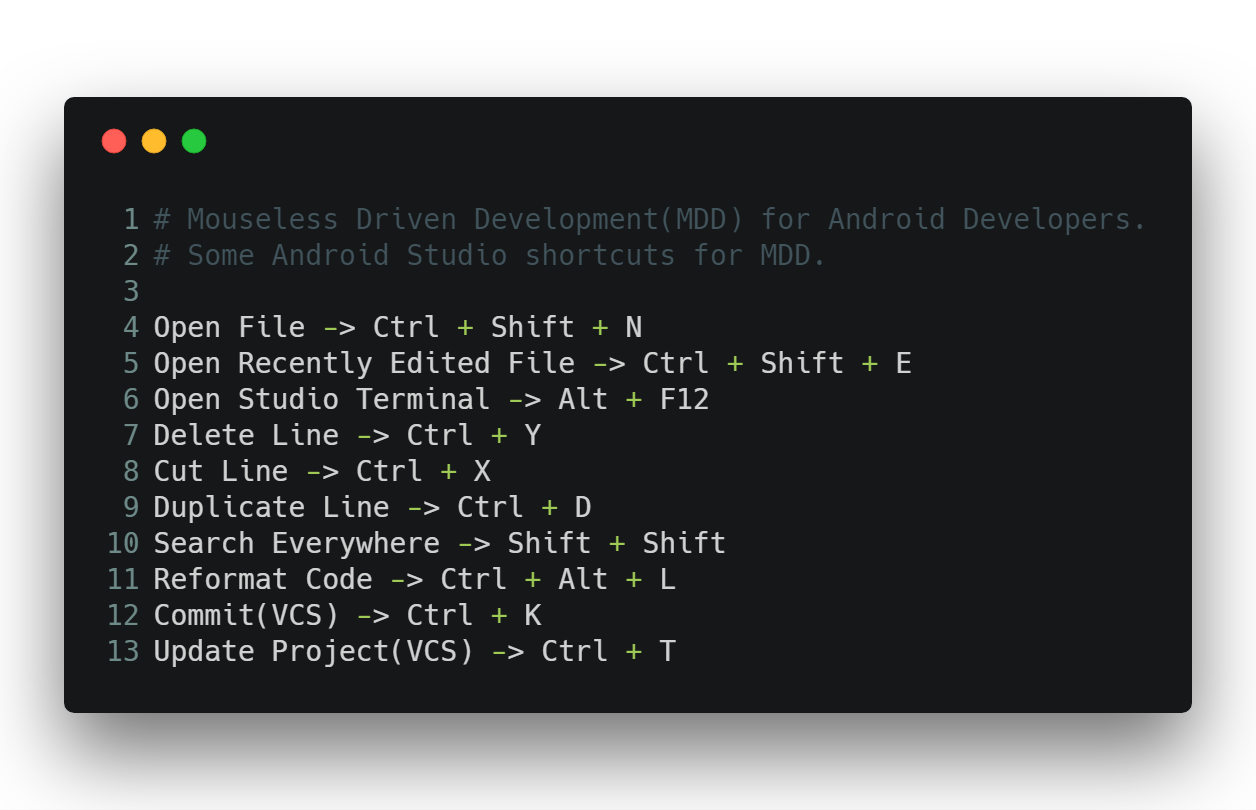 1 # Mouseless Driven Development(MDD) for Android Developers.
2 # Some Android Studio shortcuts for MDD.
3
4 Open File -> Ctrl + Shift + N
5 Open Recently Edited File -> Ctrl + Shift + E
6 Open Studio Terminal -> Alt + F12
7 Delete Line -> Ctrl + Y
8 Cut Line -> Ctrl + X
9 Duplicate Line -> Ctrl + D
10 Search Everywhere -> Shift + Shift
11 Reformat Code -> Ctrl + Alt + L
12 Commit(VCS) -> Ctrl + K
13 Update Project(VCS) -> Ctrl + T